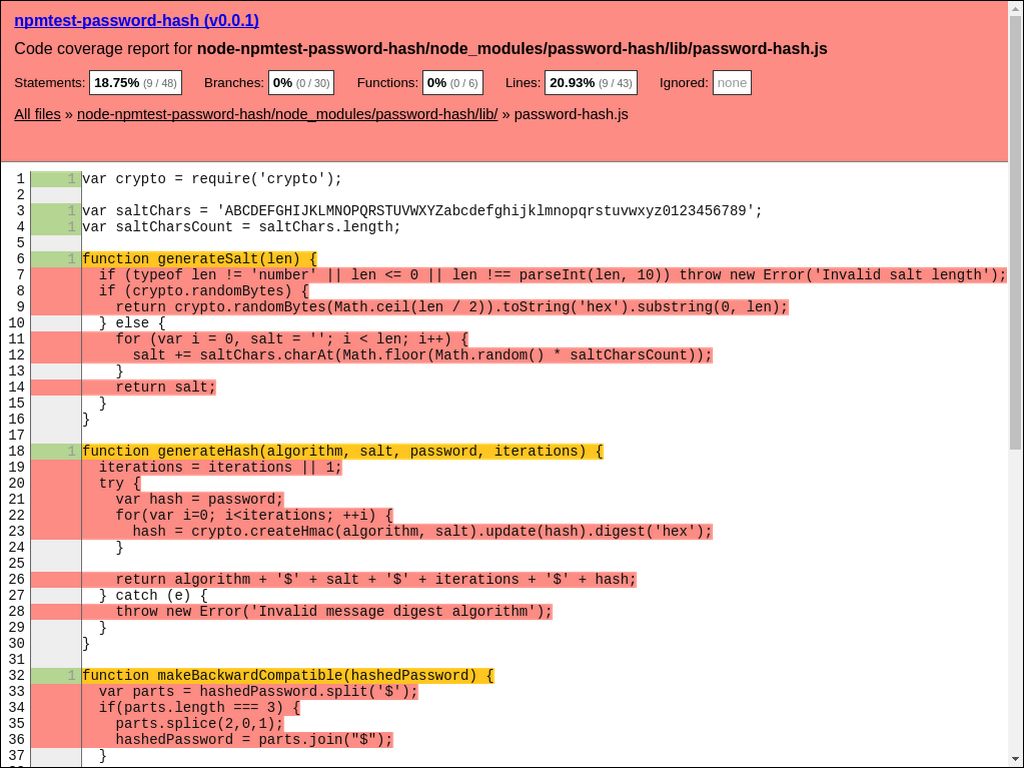 npmtest-password-hash (v0.0.1)
Code coverage report for node-npmtest-password-hash/node_modules/password-hash/lib/password-hash.js
Statements: 18.75% (9 / 48) Branches: 0% (0 / 30) Functions: 0% (0 / 6) Lines: 20.93% (9 / 43) Ignored: none
All files » node-npmtest-password-hash/node_modules/password-hash/lib/ » password-hash.js
1 1 var crypto = require('crypto');
2
3 1 var saltChars = 'ABCDEFGHIJKLMNOPQRSTUVWXYZabcdefghijklmnopqrstuvwxyz0123456789';
4 1 var saltCharsCount = saltChars.length;
5
6 1 function generateSalt(len) {
7   if (typeof len != 'number' || len <= 0 || len !== parseInt(len, 10)) throw new Error('Invalid salt length');
8   if (crypto.randomBytes) {
9     return crypto.randomBytes(Math.ceil(len / 2)).toString('hex').substring(0, len);
10   } else {
11     for (var i = 0, salt = ''; i < len; i++) {
12       salt += saltChars.charAt(Math.floor(Math.random() * saltCharsCount));
13     }
14     return salt;
15   }
16 }
17
18 1 function generateHash(algorithm, salt, password, iterations) {
19   iterations = iterations || 1;
20   try {
21     var hash = password;
22     for(var i=0; i<iterations; ++i) {
23       hash = crypto.createHmac(algorithm, salt).update(hash).digest('hex');
24     }
25
26     return algorithm + '$' + salt + '$' + iterations + '$' + hash;
27   } catch (e) {
28     throw new Error('Invalid message digest algorithm');
29   }
30 }
31
32 1 function makeBackwardCompatible(hashedPassword) {
33   var parts = hashedPassword.split('$');
34   if(parts.length === 3) {
35     parts.splice(2,0,1);
36     hashedPassword = parts.join("$");
37   }